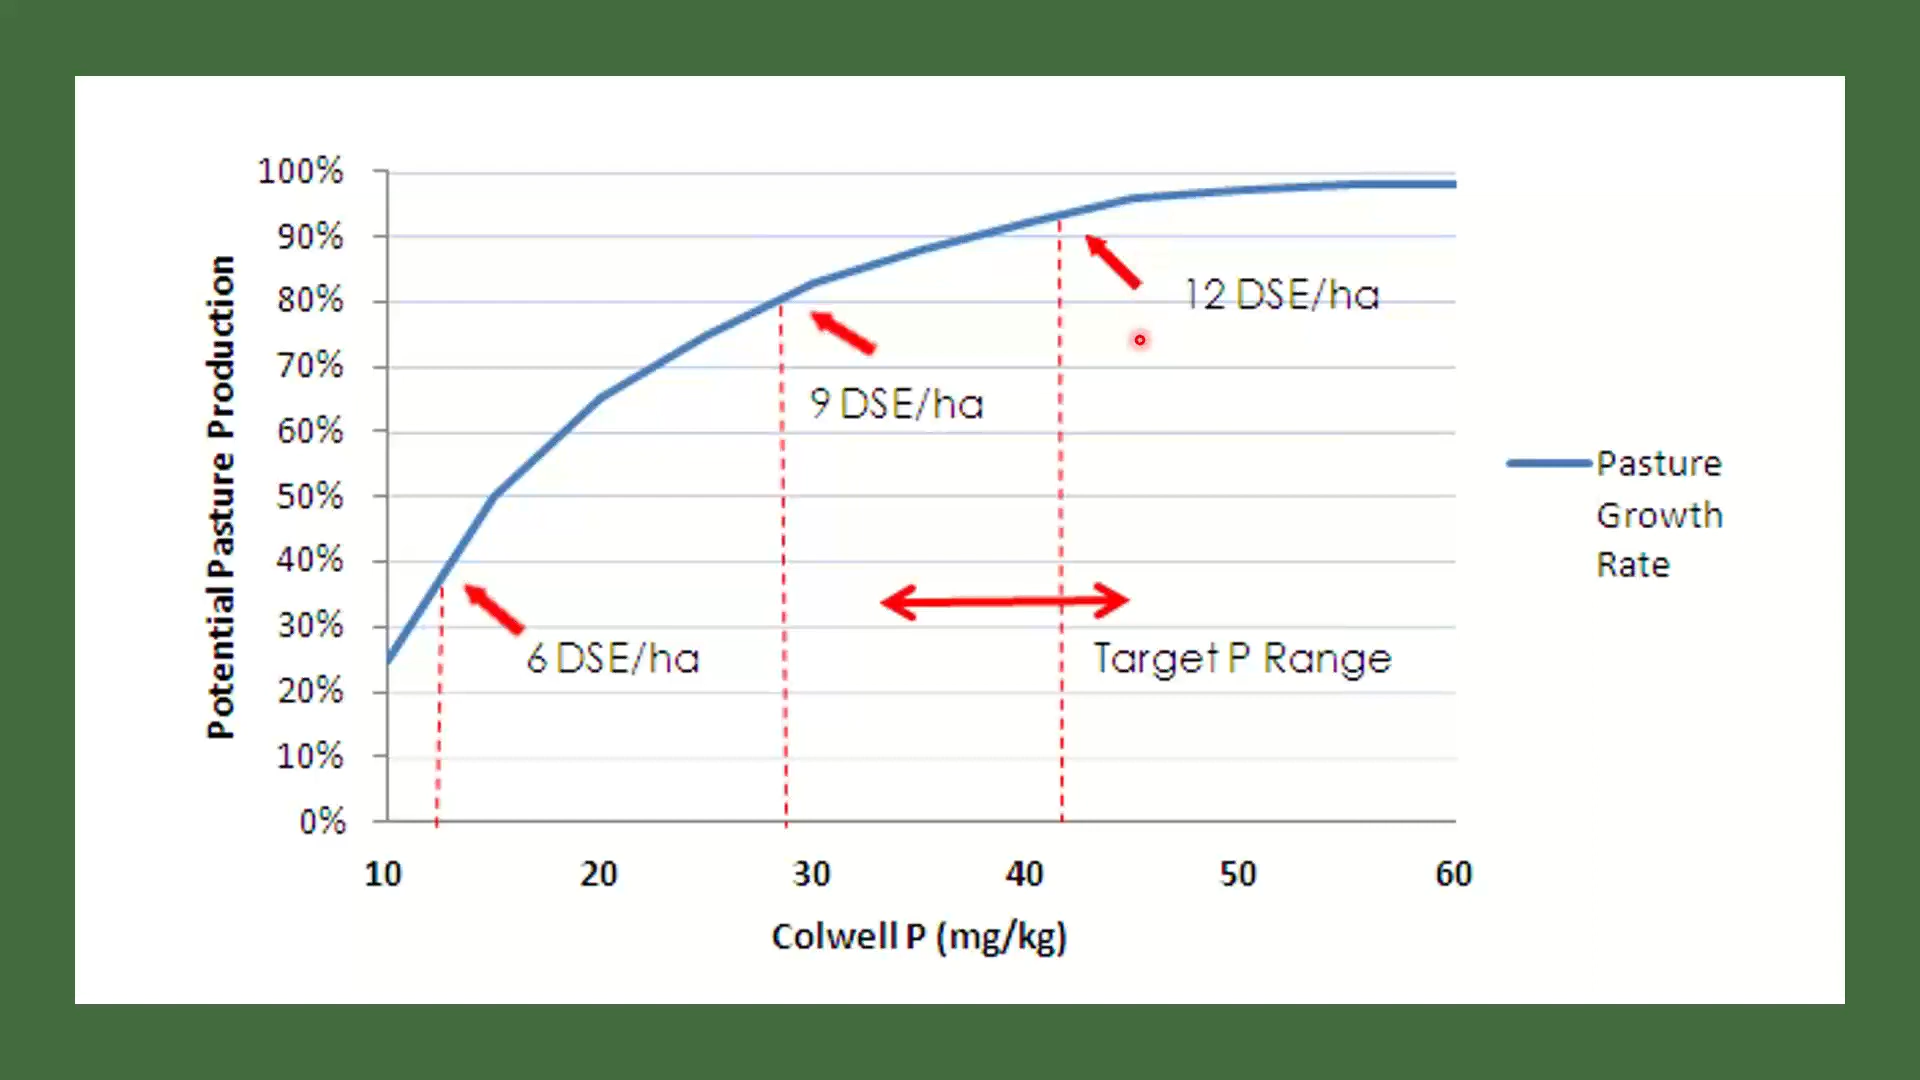 100%
90%
80%
70%
60%
50%
40%
30%
20%
10%
0%
Potential Pasture Production
12 DSE/ha
9 DSE/ha
6 DSE/ha
Target P Range
Pasture
Growth
Rate
10 20 30 40 50 60
Colwell P (mg/kg)